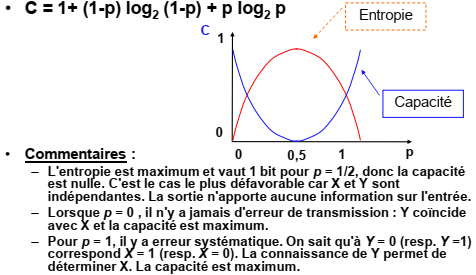 • C = 1+ (1-p) log2 (1-p) + p log2 p
Entropie
C
1
Capacité
0
0 0,5 1 p
• Commentaires :
– L'entropie est maximum et vaut 1 bit pour p = 1/2, donc la capacité
est nulle. C'est le cas le plus défavorable car X et Y sont
indépendantes. La sortie n'apporte aucune information sur l'entrée.
– Lorsque p = 0 , il n'y a jamais d'erreur de transmission : Y coïncide
avec X et la capacité est maximum.
– Pour p = 1, il y a erreur systématique. On sait qu'à Y = 0 (resp. Y =1)
correspond X = 1 (resp. X = 0). La connaissance de Y permet de
déterminer X. La capacité est maximum.